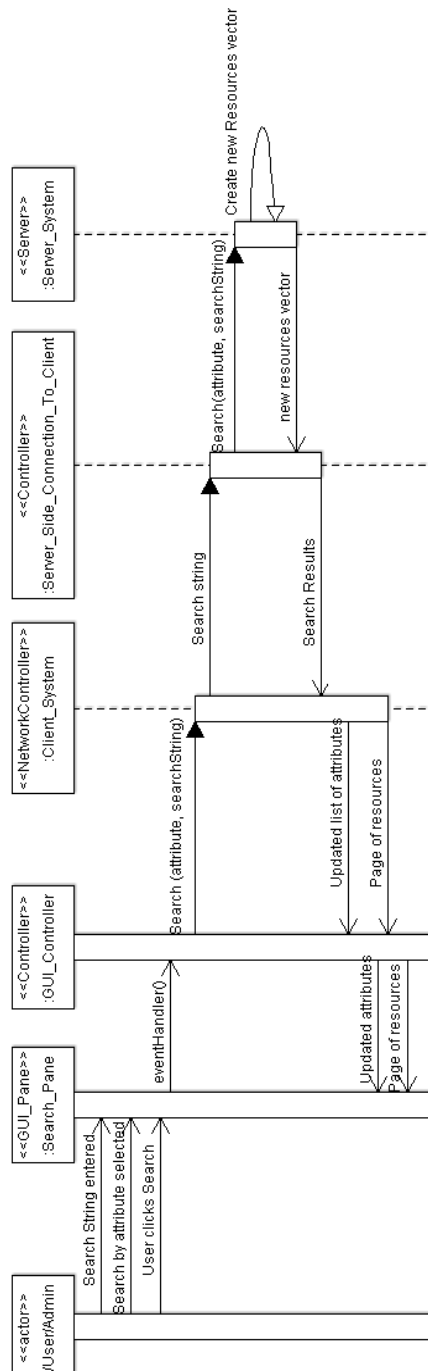 <<actor>>
/User/Admin
<<GUI_Pane>>
:Search_Pane
<<Controller>>
:GUI_Controller
<<NetworkController>>
:Client_System
<<Controller>>
:Server_Side_Connection_To_Client
<<Server>>
:Server_System
Search String entered
Search by attribute selected
User clicks Search
eventHandler()
Search (attribute, searchString)
Search string
Search(attribute, searchString)
Create new Resources vector
new resources vector
Search Results
Updated list of attributes
Page of resources
Updated attributes
Page of resources